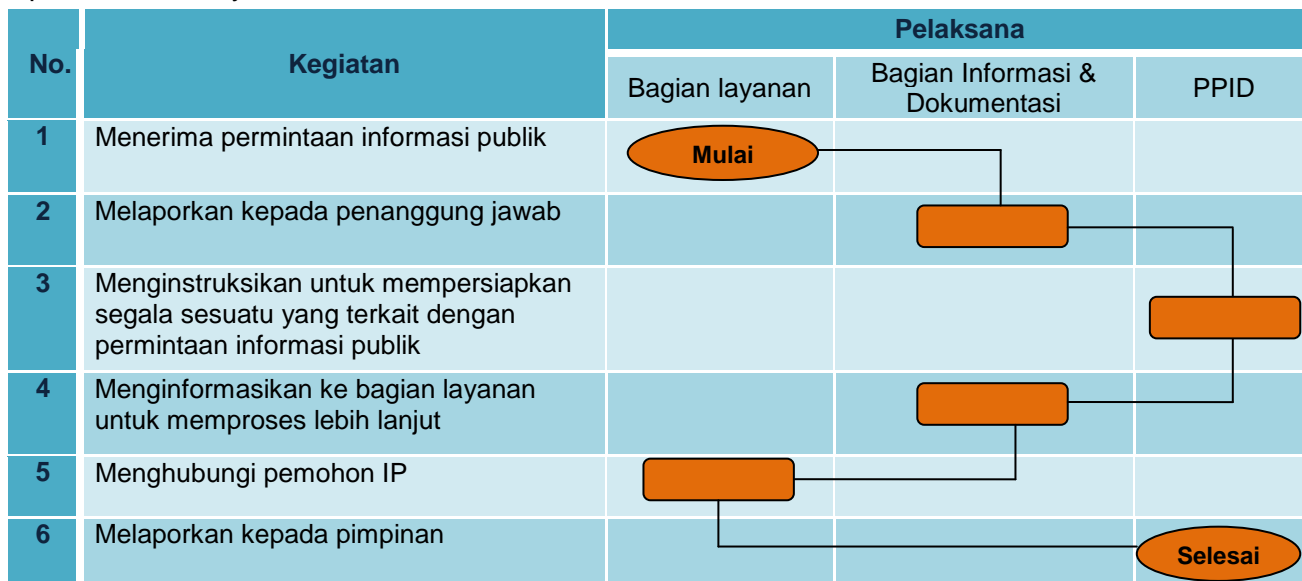 Pelaksana
No.
Kegiatan
Bagian layanan
Bagian Informasi &
Dokumentasi
PPID
1
Menerima permintaan informasi publik
Mulai
2
Melaporkan kepada penanggung jawab
3
Menginstruksikan untuk mempersiapkan
segala sesuatu yang terkait dengan
permintaan informasi publik
4
Menginformasikan ke bagian layanan
untuk memproses lebih lanjut
5
Menghubungi pemohon IP
6
Melaporkan kepada pimpinan
Selesai